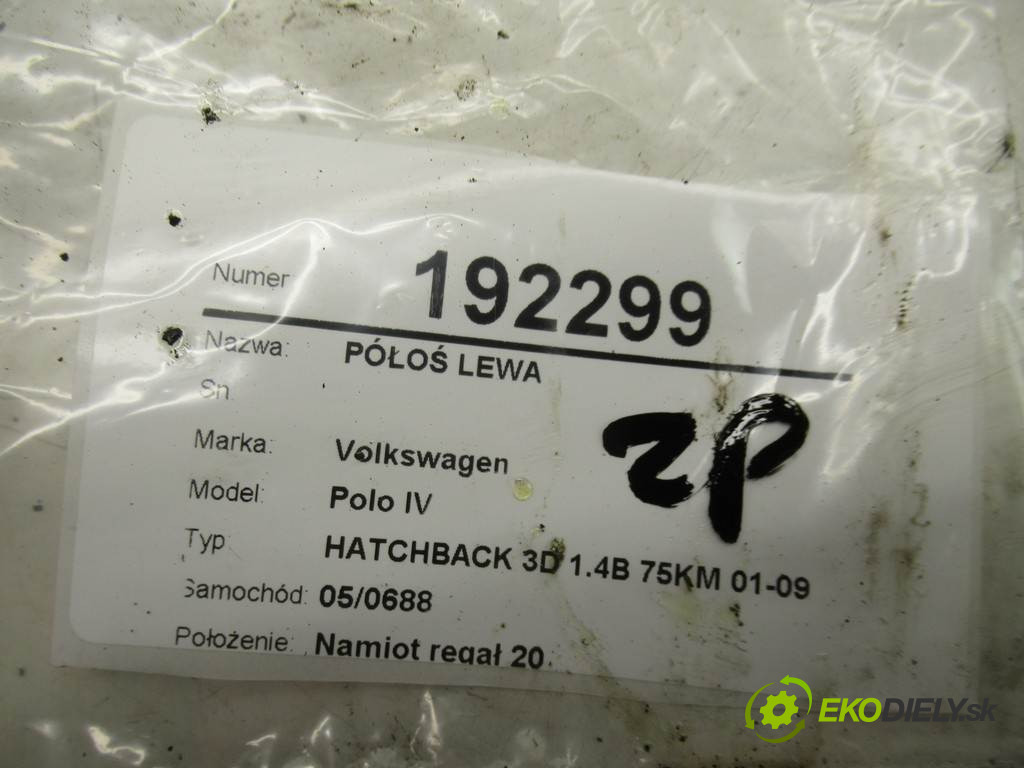 Numer 192299
Nazwa: PÓŁOŚ LEWA
Sn
Marka: Volkswagen
ZP
Model: Polo IV
Typ HATCHBACK 3D 1.4B 75KM 01-09
Samochód: 05/0688
Położenie: Namiot regał 20
EKODIELY.sk